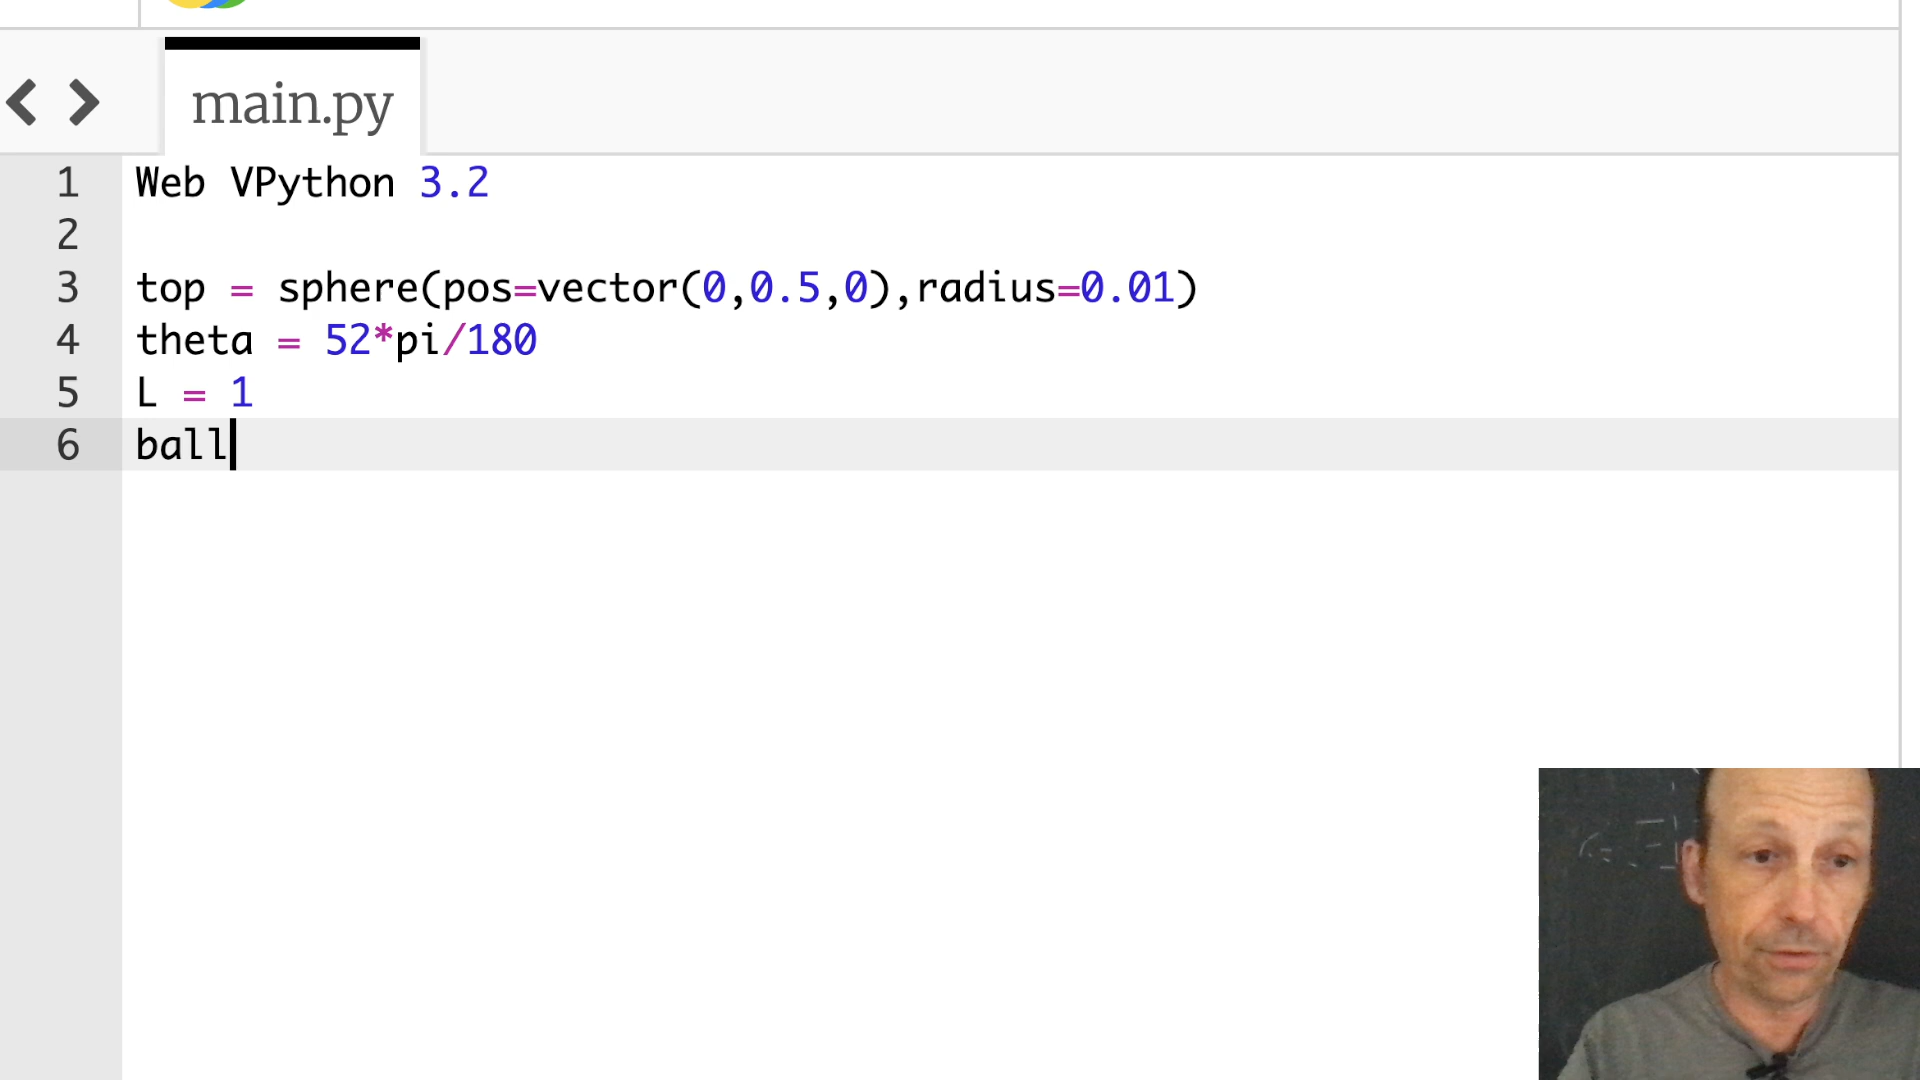 main.py
1 Web VPython 3.2
2
3 top = sphere(pos=vector(0,0.5,0),radius=0.01)
4 theta = 52*pi/180
5 L = 1
6 ball